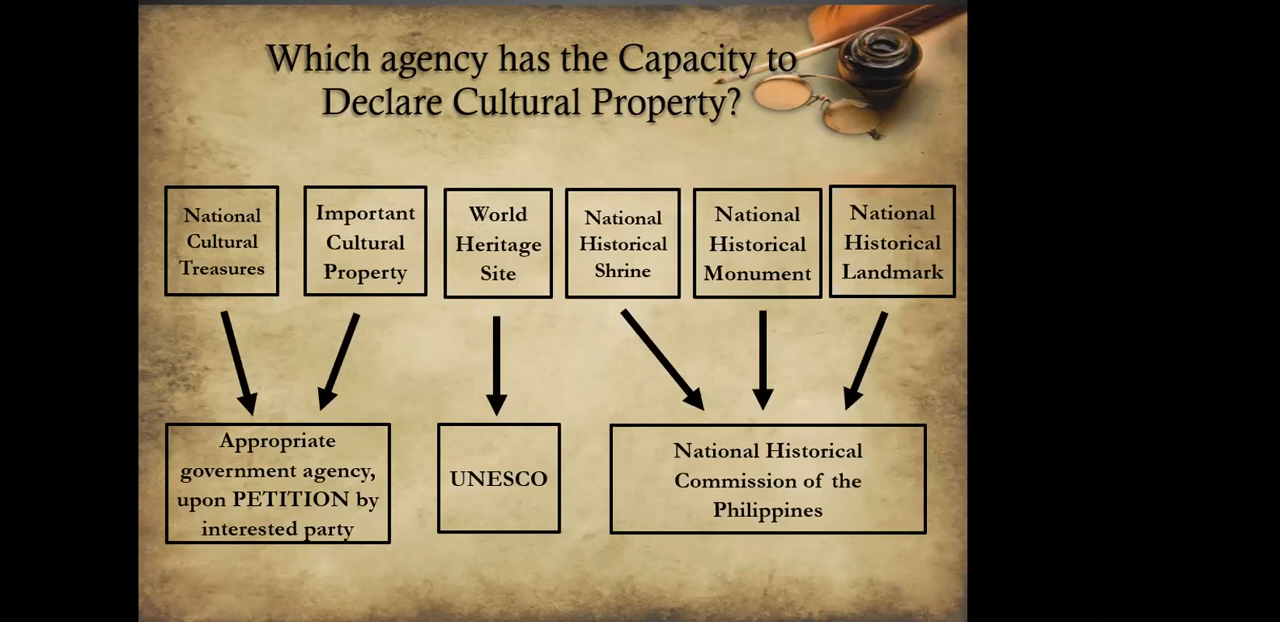 Which agency has the Capacity to
Declare Cultural Property?
National
Cultural
Treasures
Important
Cultural
Property
World
Heritage
Site
National
Historical
Shrine
National
Historical
Monument
National
Historical
Landmark
Appropriate
government agency,
upon PETITION by
interested party
UNESCO
National Historical
Commission of the
Philippines